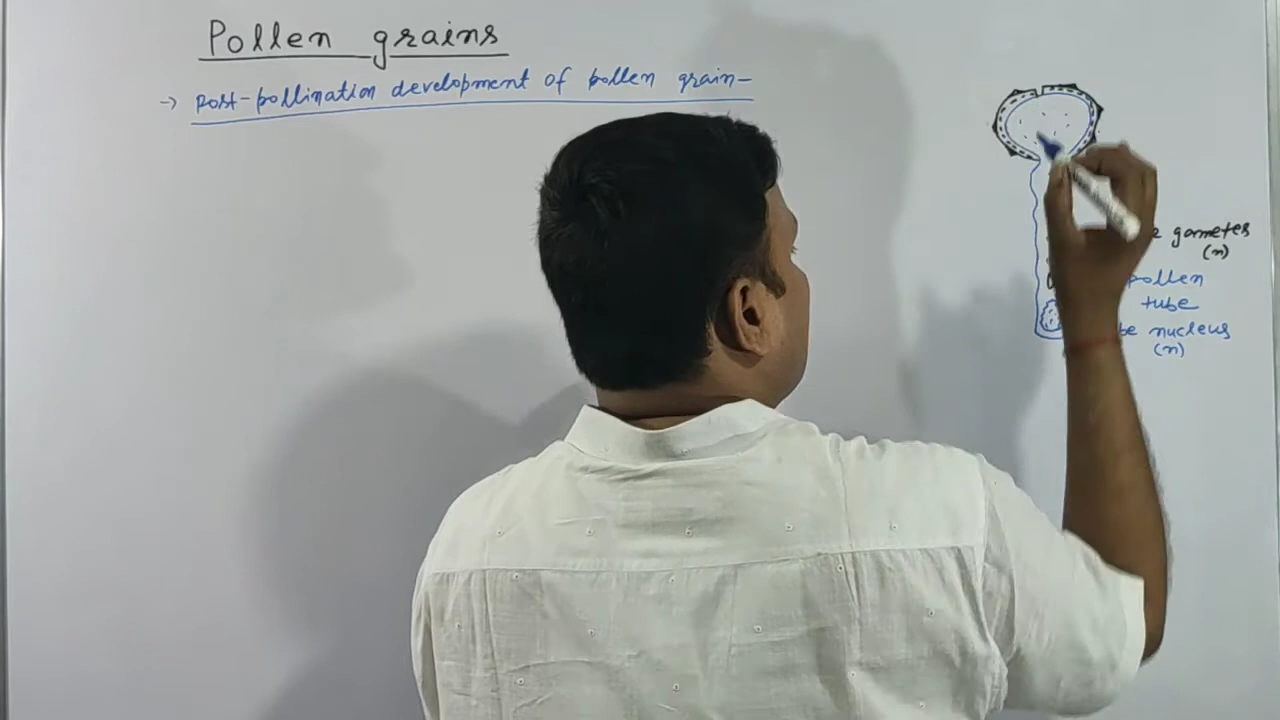 Pollen grains
→ Post-pollination development of pollen grain-
gametes
(n)
pollen
tube
nucleus
(n)